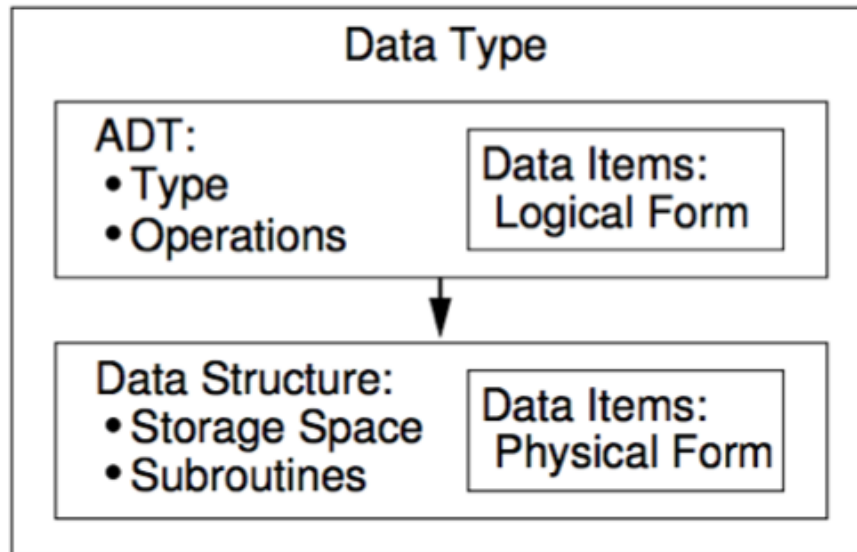 Data Type
ADT:
• Type
• Operations
Data Items:
Logical Form
Data Structure:
• Storage Space
• Subroutines
Data Items:
Physical Form